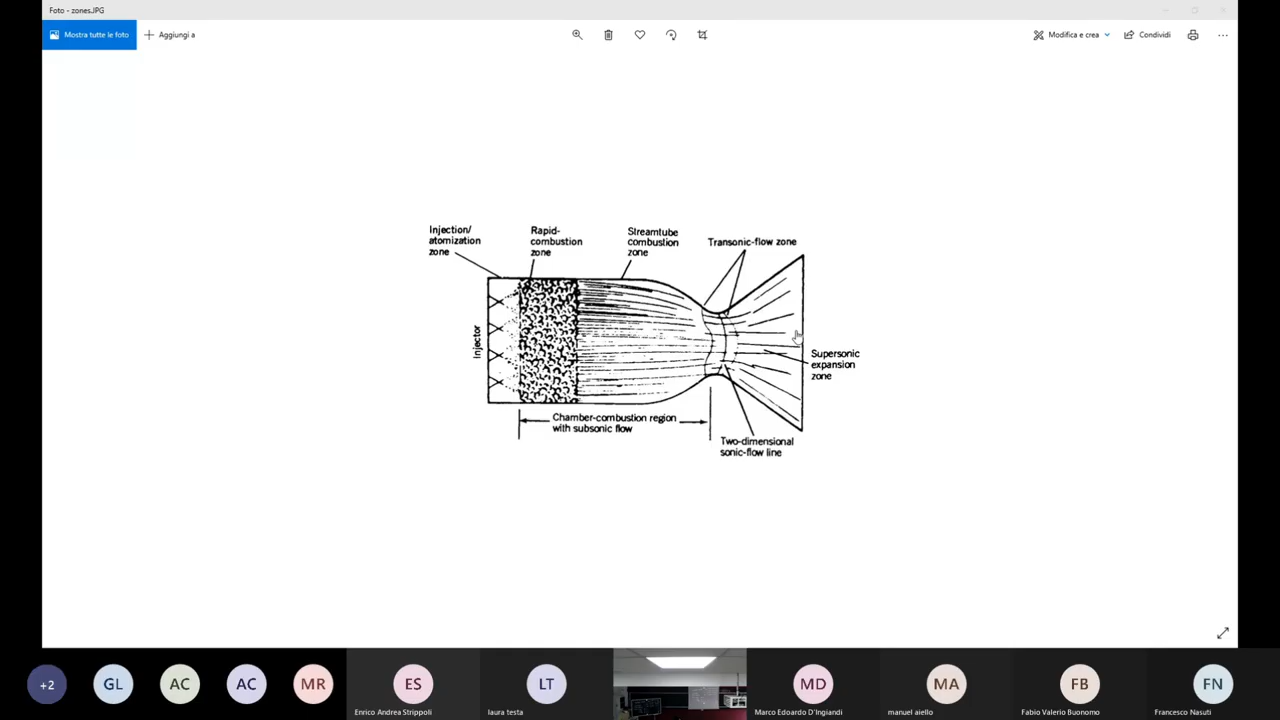 Foto - zones.JPG
Mostra tutte le foto
Aggiungi a
Modifica e crea
Condividi
Injection/
atomization
zone
Rapid-
combustion
zone
Streamtube
combustion
zone
Transonic-flow zone
Injector
Supersonic
expansion
zone
Chamber-combustion region
with subsonic flow
Two-dimensional
sonic-flow line
+2
GL
AC
AC
MR
ES
Enrico Andrea Strippoli
LT
laura testa
MD
Marco Edoardo D'Ingiandi
MA
manuel aiello
FB
Fabio Valerio Buonomo
FN
Francesco Nasuti